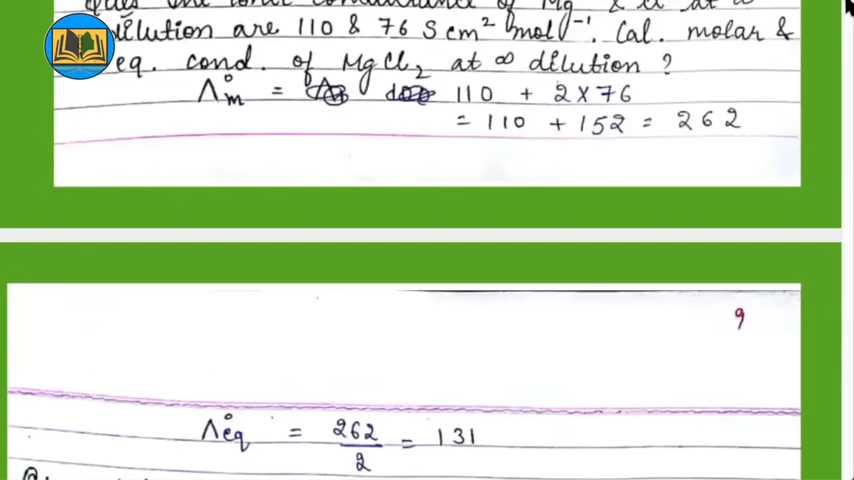 dilution are 110 & 76 S cm² mol⁻¹. Cal. molar &
eq. cond. of MgCl₂ at ∞ dilution ?
Λ°m = 110 + 2×76
= 110 + 152 = 262
9
Λ°eq = 262/2 = 131